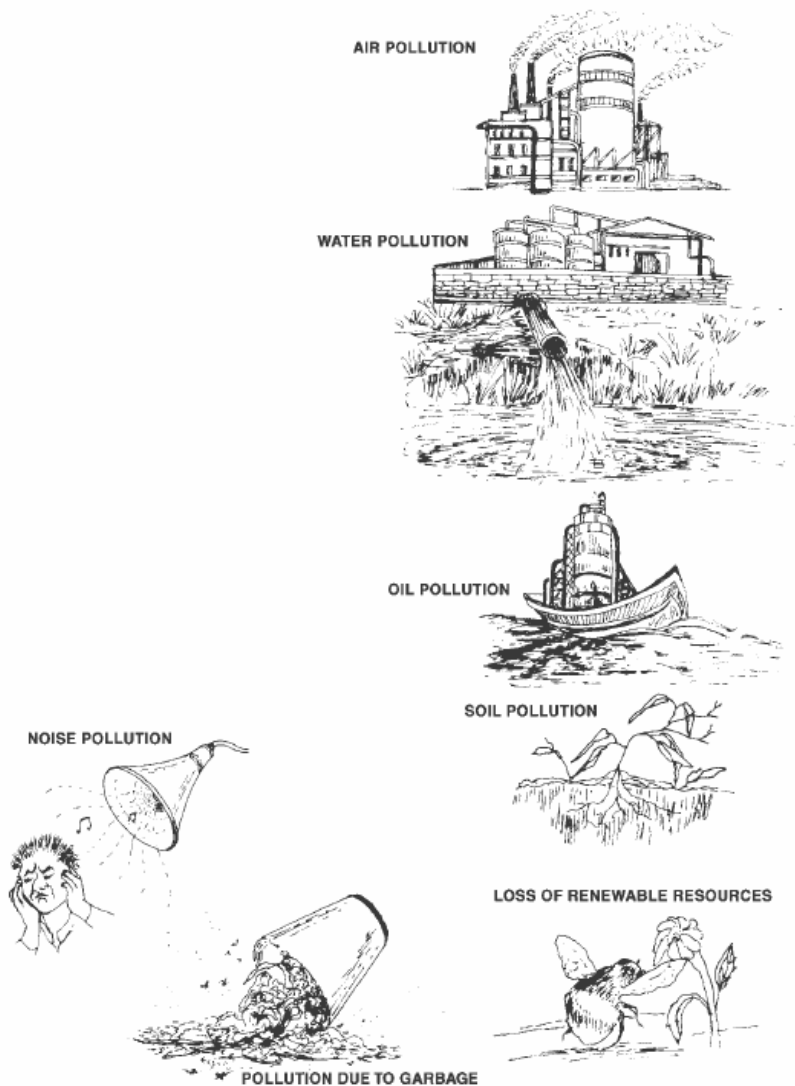 AIR POLLUTION
WATER POLLUTION
OIL POLLUTION
SOIL POLLUTION
NOISE POLLUTION
LOSS OF RENEWABLE RESOURCES
POLLUTION DUE TO GARBAGE